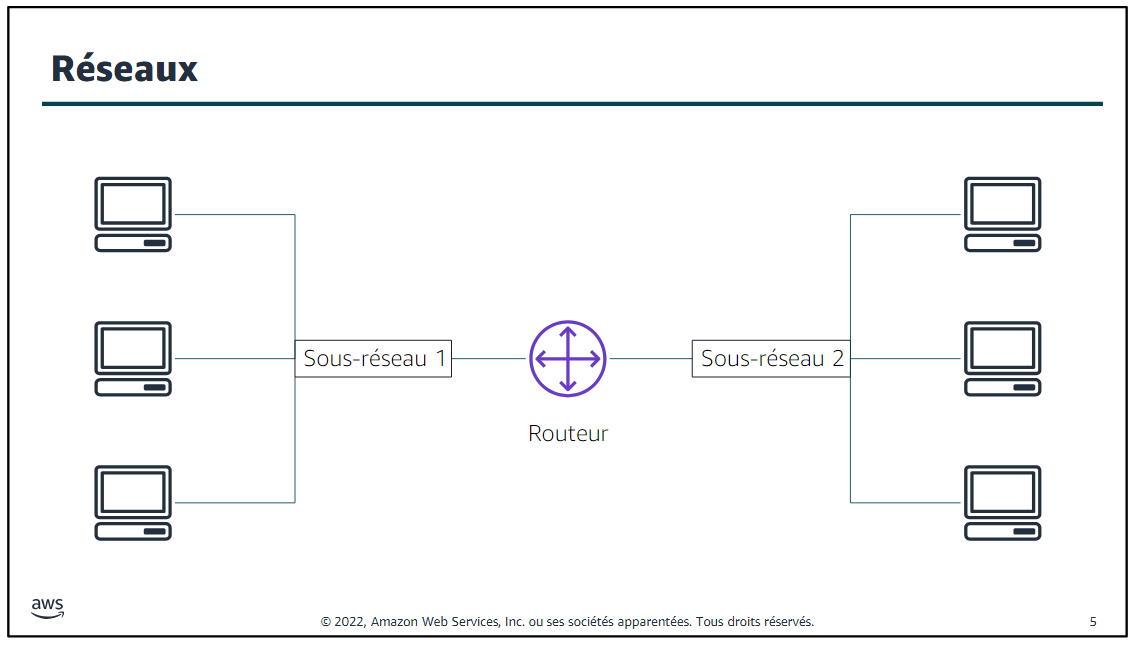 Réseaux
Sous-réseau 1
Sous-réseau 2
Routeur
aws
© 2022, Amazon Web Services, Inc. ou ses sociétés apparentées. Tous droits réservés.
5